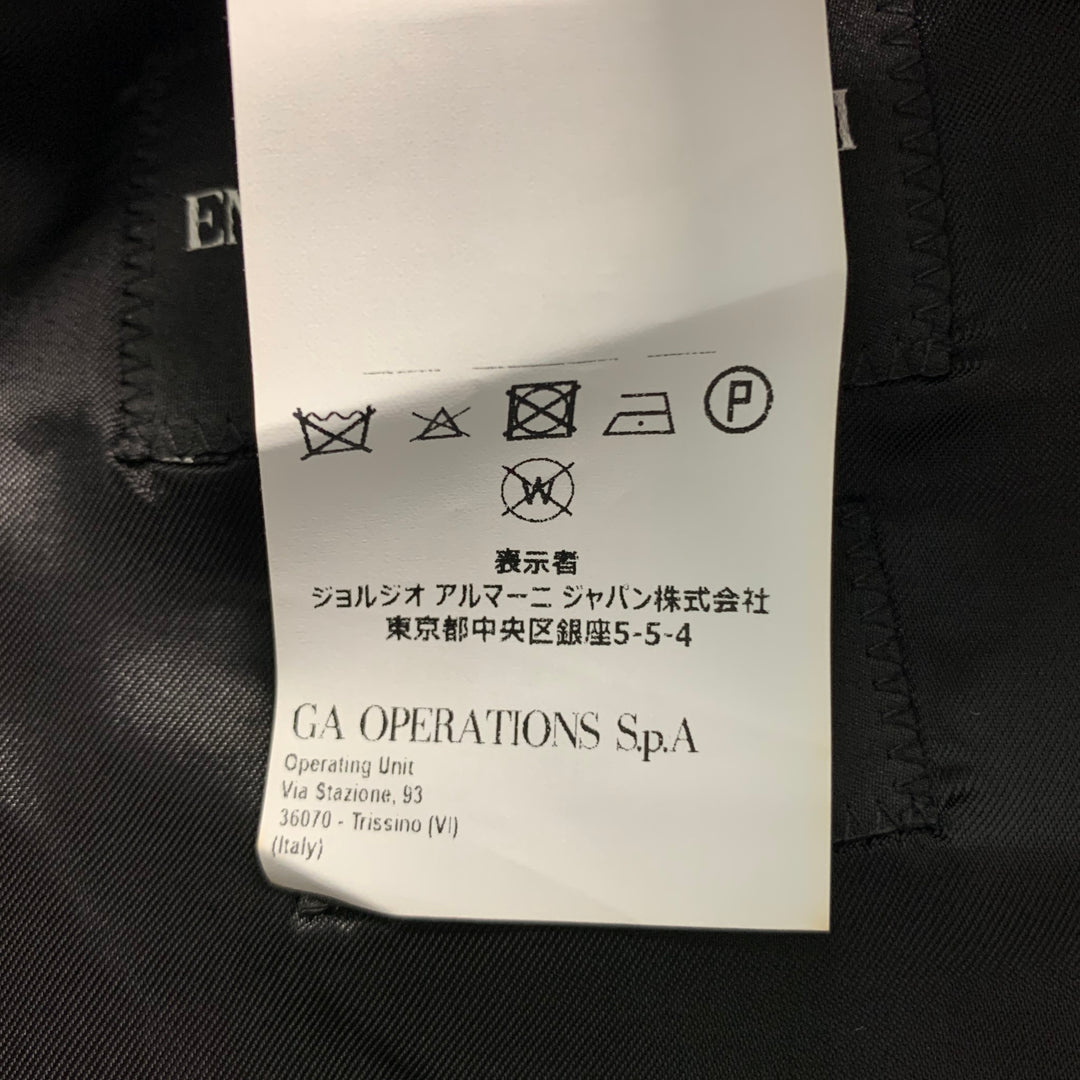 P
W
表示者
ジョルジオ アルマーニ ジャパン株式会社
東京都中央区銀座5-5-4
GA OPERATIONS S.p.A
Operating Unit
Via Stazione, 93
36070 - Trissino (VI)
(Italy)